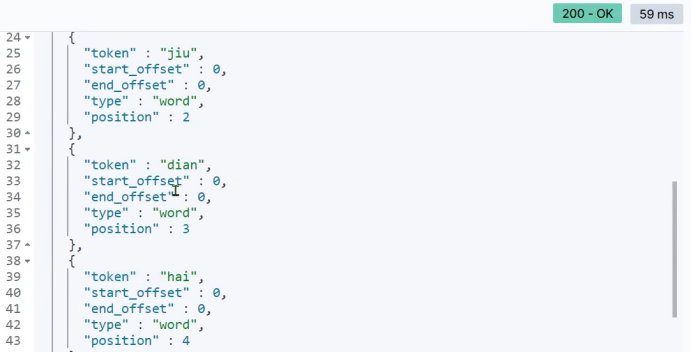 200 - OK
59 ms
24 {
25 "token" : "jiu",
26 "start_offset" : 0,
27 "end_offset" : 0,
28 "type" : "word",
29 "position" : 2
30 },
31 {
32 "token" : "dian",
33 "start_offset" : 0,
34 "end_offset" : 0,
35 "type" : "word",
36 "position" : 3
37 },
38 {
39 "token" : "hai",
40 "start_offset" : 0,
41 "end_offset" : 0,
42 "type" : "word",
43 "position" : 4